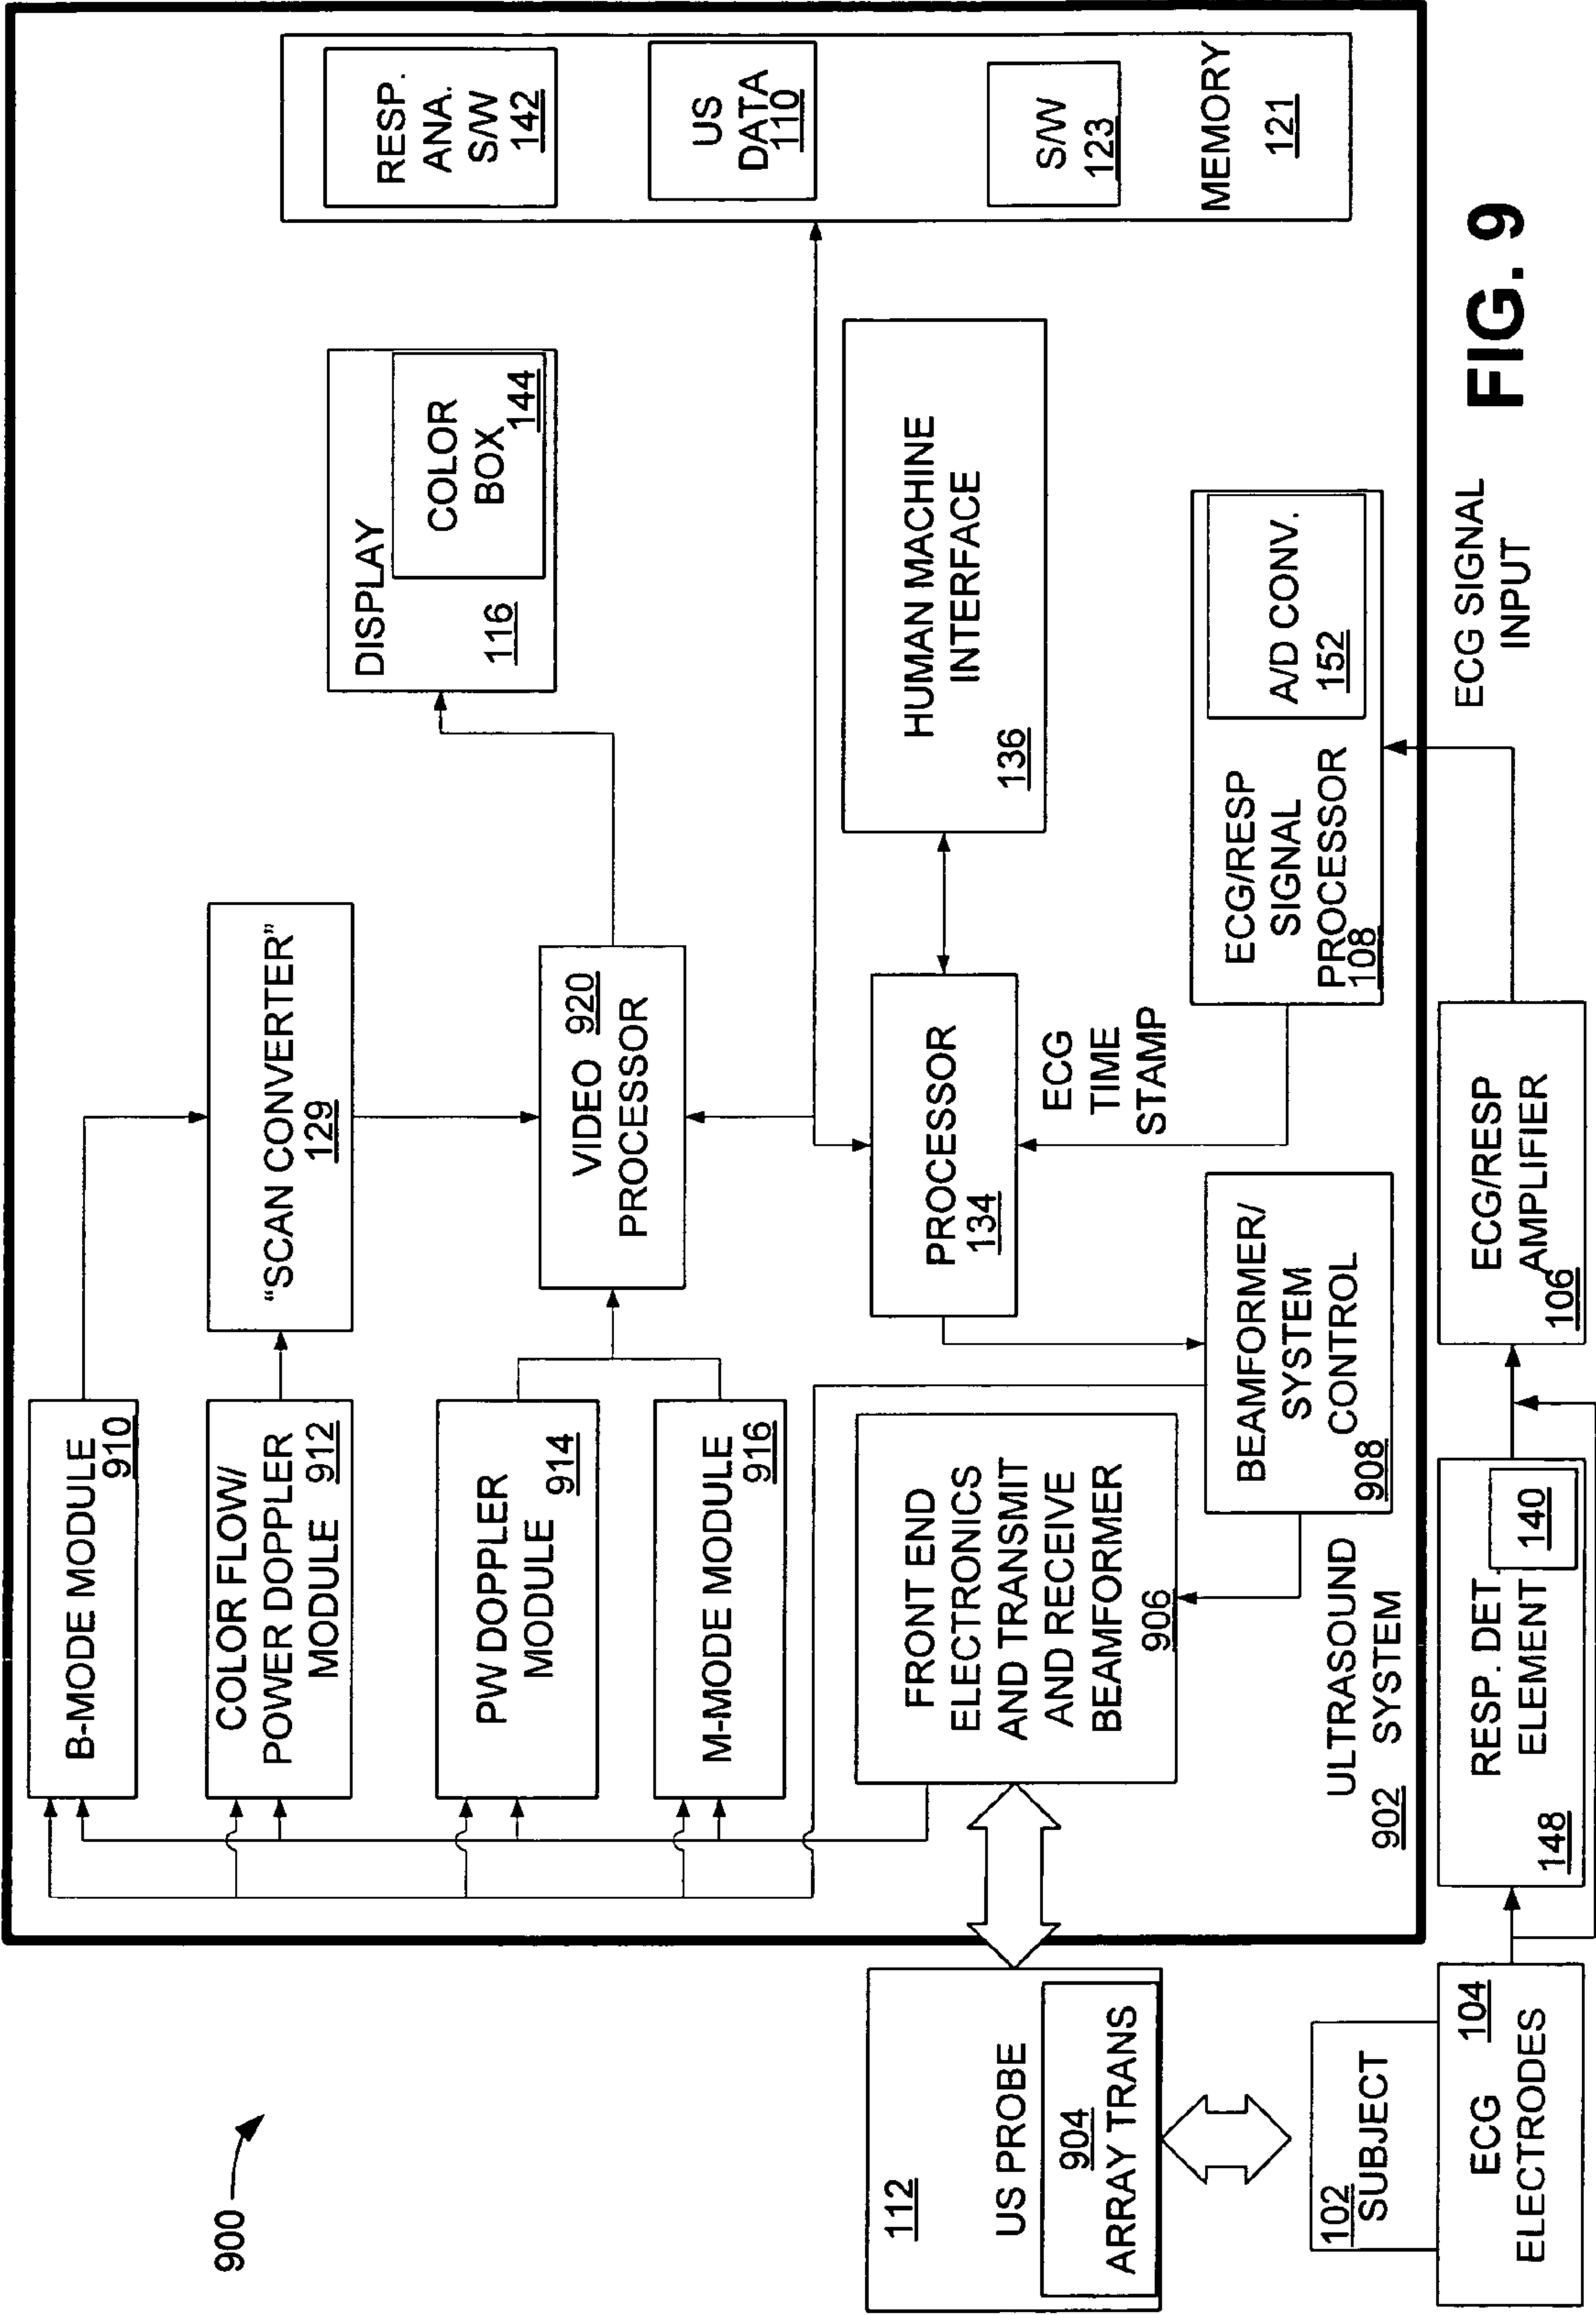 900
B-MODE MODULE
910
COLOR FLOW/
POWER DOPPLER
MODULE 912
PW DOPPLER
MODULE
914
M-MODE MODULE
916
"SCAN CONVERTER"
129
VIDEO 920
PROCESSOR
DISPLAY
116
COLOR
BOX
144
RESP.
ANA.
S/W
142
US
DATA
110
S/W
123
MEMORY
121
112
US PROBE
904
ARRAY TRANS
FRONT END
ELECTRONICS
AND TRANSMIT
AND RECEIVE
BEAMFORMER
906
PROCESSOR
134
HUMAN MACHINE
INTERFACE
136
ECG
TIME
STAMP
BEAMFORMER/
SYSTEM
CONTROL
908
ECG/RESP
SIGNAL
PROCESSOR
108
A/D CONV.
152
ULTRASOUND
902 SYSTEM
102
SUBJECT
ECG 104
ELECTRODES
RESP. DET.
ELEMENT
148
140
ECG/RESP
AMPLIFIER
106
ECG SIGNAL
INPUT
FIG. 9